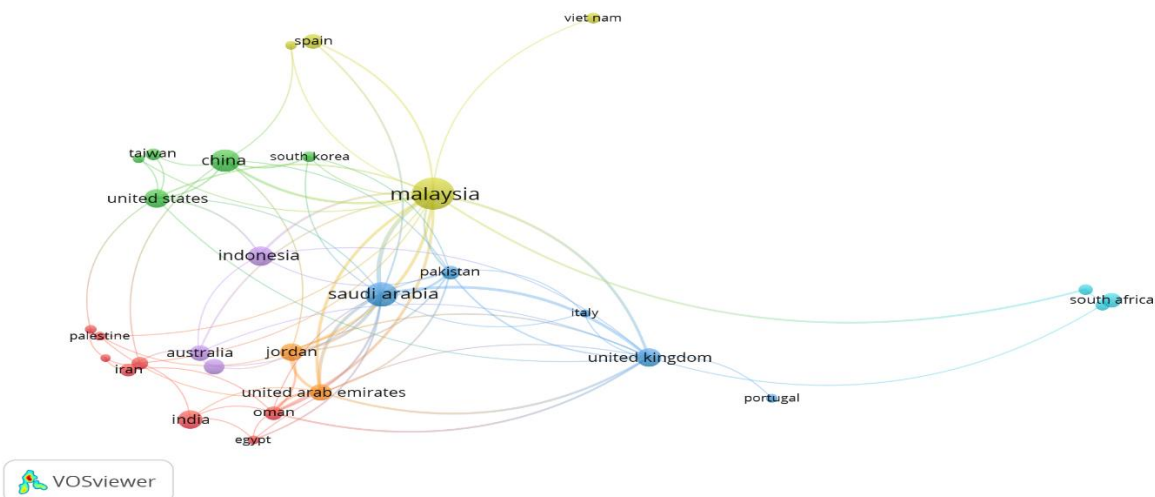 viet nam
spain
taiwan
china
south korea
united states
malaysia
indonesia
pakistan
saudi arabia
south africa
italy
palestine
australia
jordan
united kingdom
iran
united arab emirates
portugal
oman
india
egypt
VOSviewer